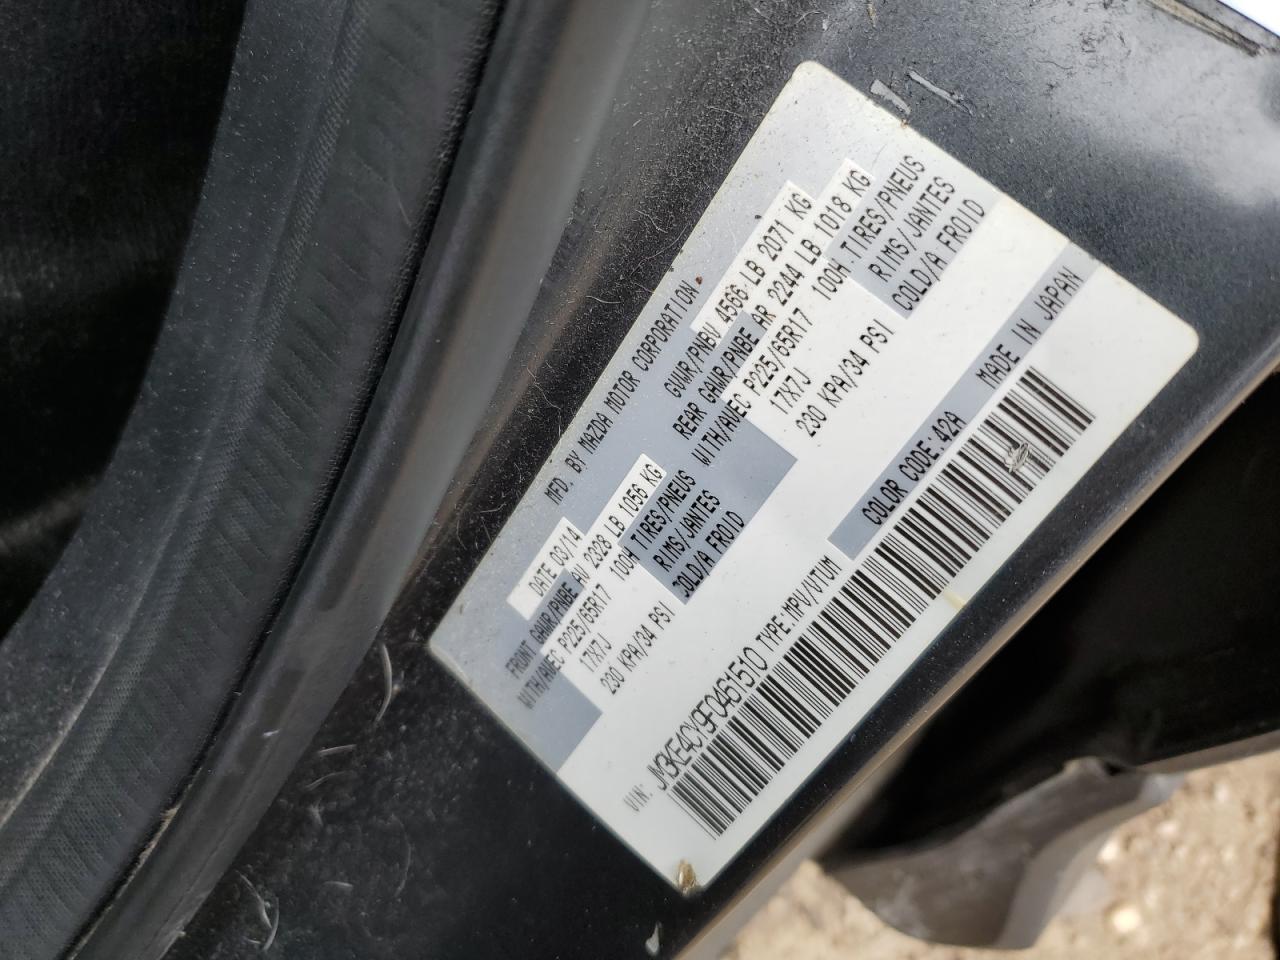 MFD. BY MAZDA MOTOR CORPORATION
DATE 03/14 GVWR/PNBV 4566 LB 2071 KG
FRONT GAWR/PNBE AV 2328 LB 1056 KG REAR GAWR/PNBE AR 2244 LB 1018 KG
WITH/AVEC P225/65R17 100H TIRES/PNEUS WITH/AVEC P225/65R17 100H TIRES/PNEUS
17X7J RIMS/JANTES 17X7J RIMS/JANTES
230 KPA/34 PSI COLD/A FROID 230 KPA/34 PSI COLD/A FROID
COLOR CODE:42A MADE IN JAPAN
VIN: JM3KE4CY9F0461510 TYPE:MPV/VTUM